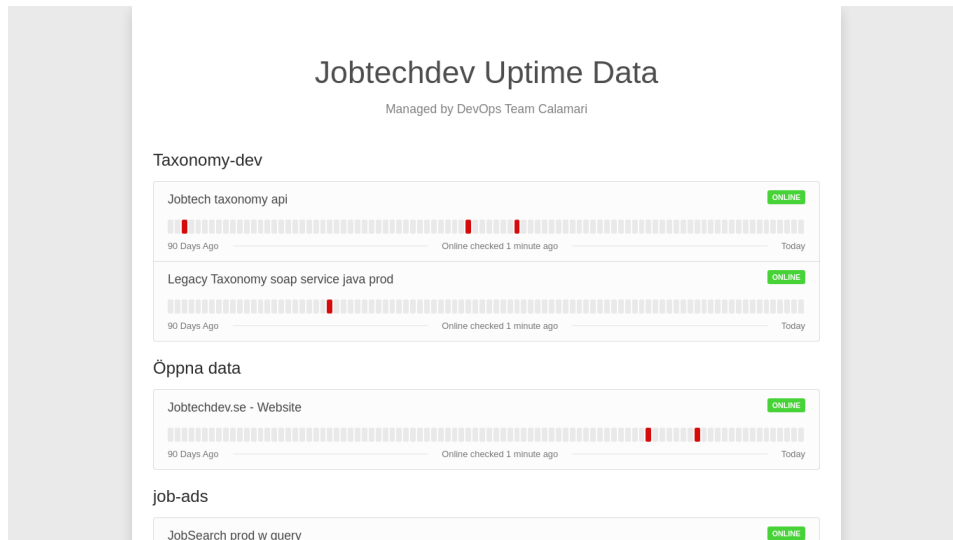 Jobtechdev Uptime Data
Managed by DevOps Team Calamari
Taxonomy-dev
Jobtech taxonomy api
ONLINE
90 Days Ago
Online checked 1 minute ago
Today
Legacy Taxonomy soap service java prod
ONLINE
90 Days Ago
Online checked 1 minute ago
Today
Öppna data
Jobtechdev.se - Website
ONLINE
90 Days Ago
Online checked 1 minute ago
Today
job-ads
JobSearch prod w query
ONLINE